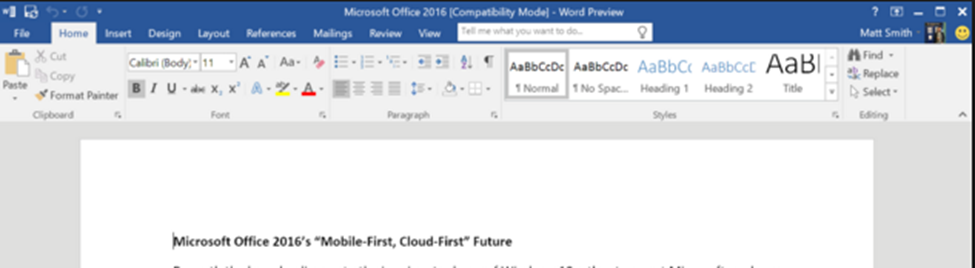 Microsoft Office 2016 [Compatibility Mode] - Word Preview
File Home Insert Design Layout References Mailings Review View Tell me what you want to do... Matt Smith
Paste
Cut
Copy
Format Painter
Clipboard
Calibri (Body) 11 A A Aa
B I U abc X₂ X² A A
Font
Paragraph
AaBbCcDc AaBbCcDc AaBbCc AaBbCcD AaB
¶ Normal ¶ No Spac... Heading 1 Heading 2 Title
Styles
Find
Replace
Select
Editing
Microsoft Office 2016's “Mobile-First, Cloud-First” Future